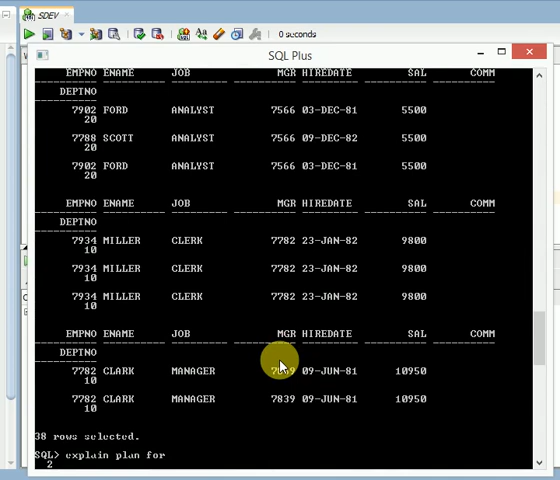 SDEV
0 seconds
SQL Plus
EMPNO ENAME JOB MGR HIREDATE SAL COMM
DEPTNO
7902 FORD ANALYST 7566 03-DEC-81 5500
20
7788 SCOTT ANALYST 7566 09-DEC-82 5500
20
7902 FORD ANALYST 7566 03-DEC-81 5500
20
EMPNO ENAME JOB MGR HIREDATE SAL COMM
DEPTNO
7934 MILLER CLERK 7782 23-JAN-82 9800
10
7934 MILLER CLERK 7782 23-JAN-82 9800
10
7934 MILLER CLERK 7782 23-JAN-82 9800
10
EMPNO ENAME JOB MGR HIREDATE SAL COMM
DEPTNO
7782 CLARK MANAGER 7839 09-JUN-81 10950
10
7782 CLARK MANAGER 7839 09-JUN-81 10950
10
38 rows selected.
SQL> explain plan for
2